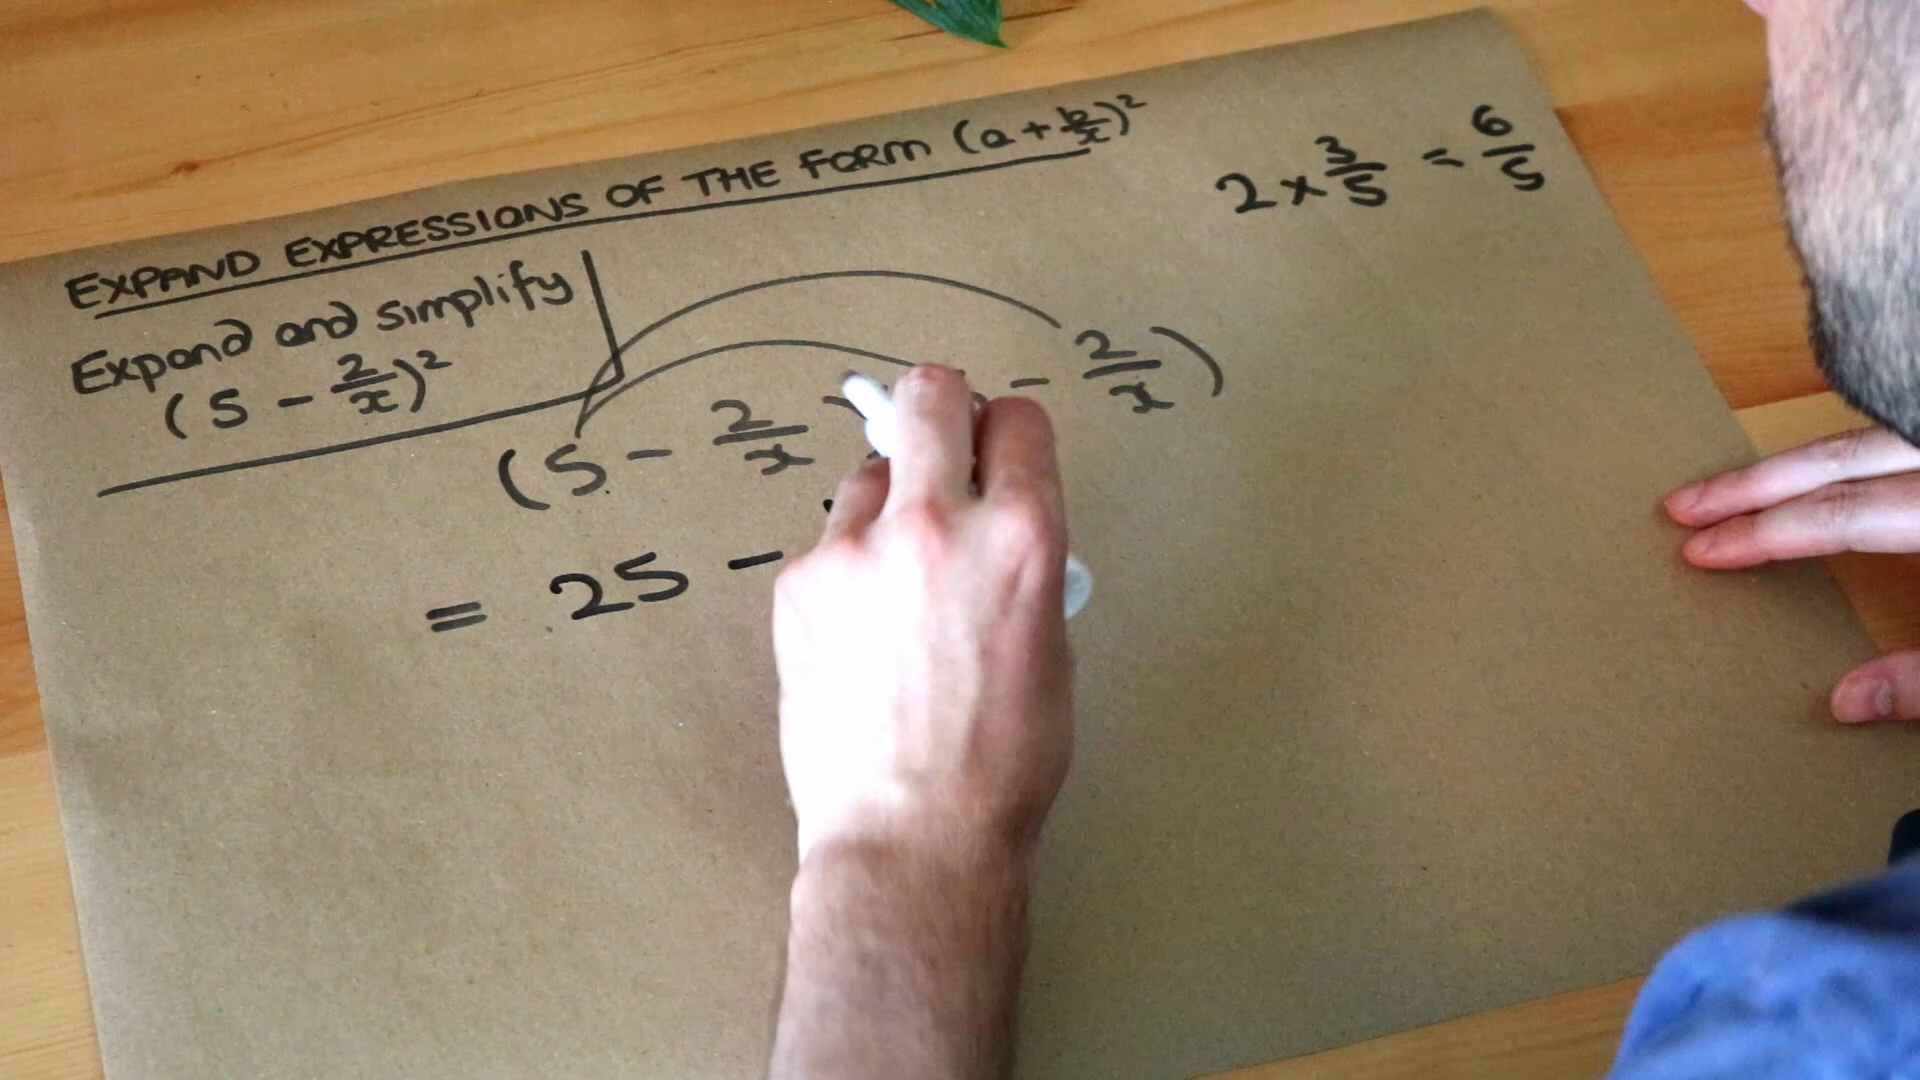 EXPAND EXPRESSIONS OF THE FORM (a + b/x)²
Expand and simplify
(5 - 2/x)²
2 × 3/5 = 6/5
(5 - 2/x) - 2/x)
= 25 -